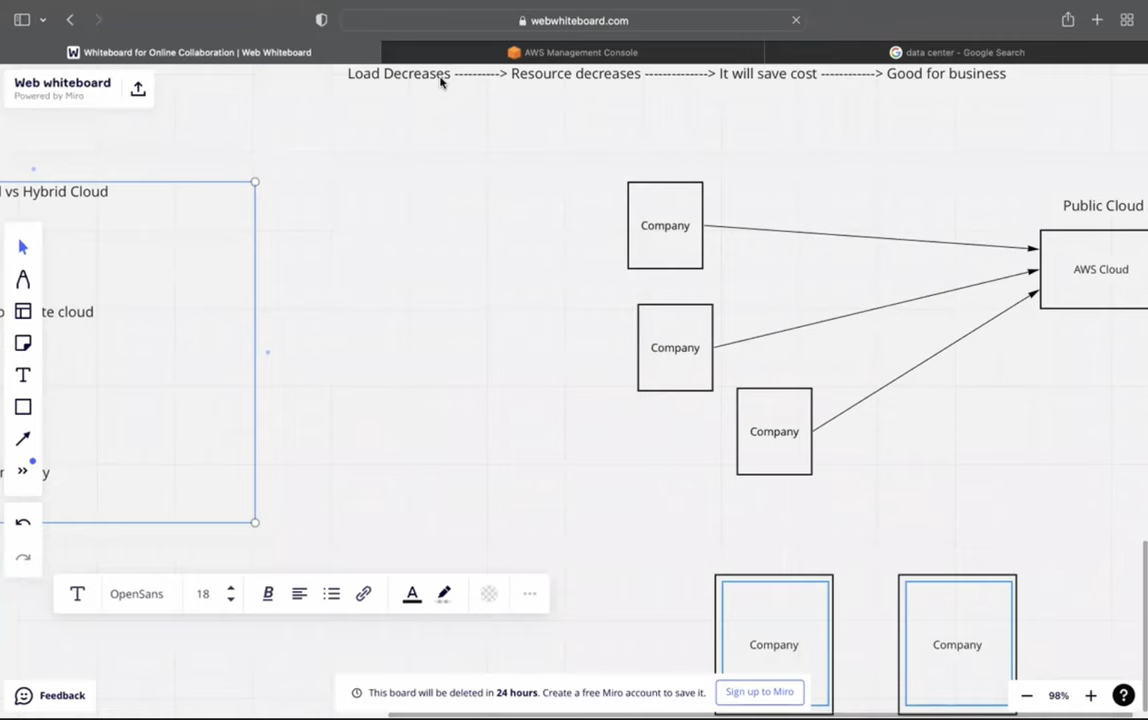 webwhiteboard.com
Whiteboard for Online Collaboration | Web Whiteboard
AWS Management Console
data center - Google Search
Web whiteboard
Powered by Miro
Load Decreases ----------> Resource decreases -------------> It will save cost -----------> Good for business
vs Hybrid Cloud
Company
Public Cloud
AWS Cloud
te cloud
Company
Company
y
T OpenSans 18 B A ...
Company
Company
Feedback
This board will be deleted in 24 hours. Create a free Miro account to save it.
Sign up to Miro
98%